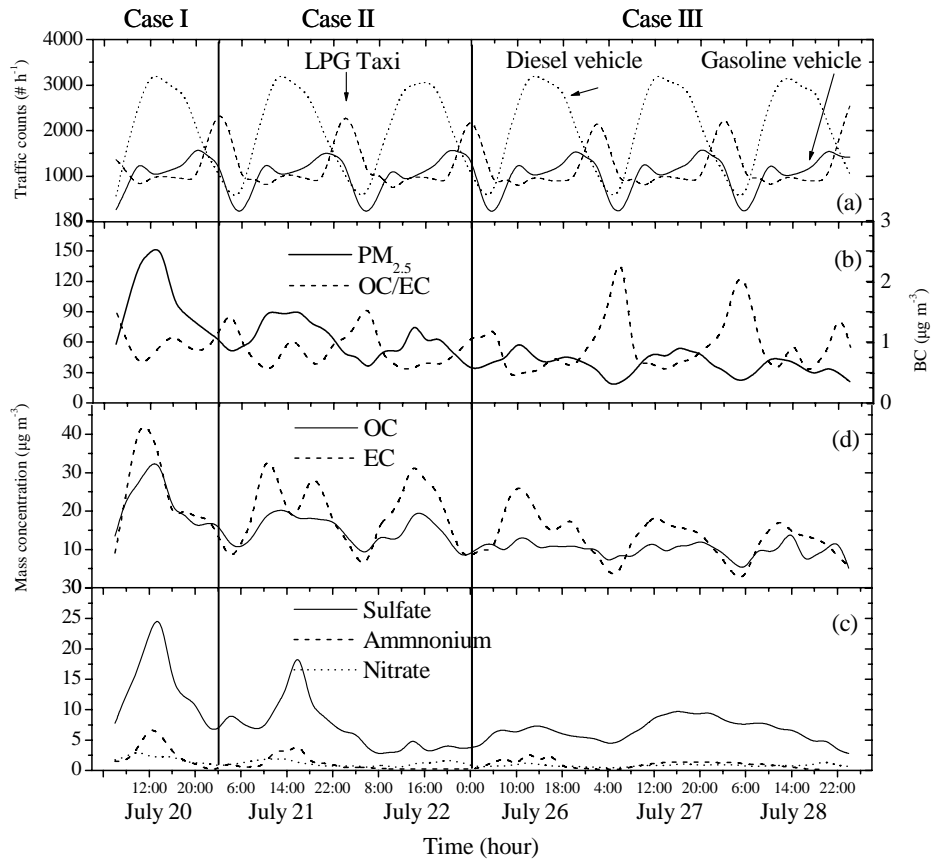 Case I Case II Case III
4000
3000
2000
1000
Traffic counts (# h⁻¹)
LPG Taxi
Diesel vehicle
Gasoline vehicle
(a)
180
150
120
90
60
30
0
PM2.5
OC/EC
(b)
3
2
1
0
BC (μg m⁻³)
40
30
20
10
0
Mass concentration (μg m⁻³)
OC
EC
(d)
30
25
20
15
10
5
0
Sulfate
Ammnonium
Nitrate
(c)
12:00 20:00 6:00 14:00 22:00 8:00 16:00 0:00 10:00 18:00 4:00 12:00 20:00 6:00 14:00 22:00
July 20 July 21 July 22 July 26 July 27 July 28
Time (hour)